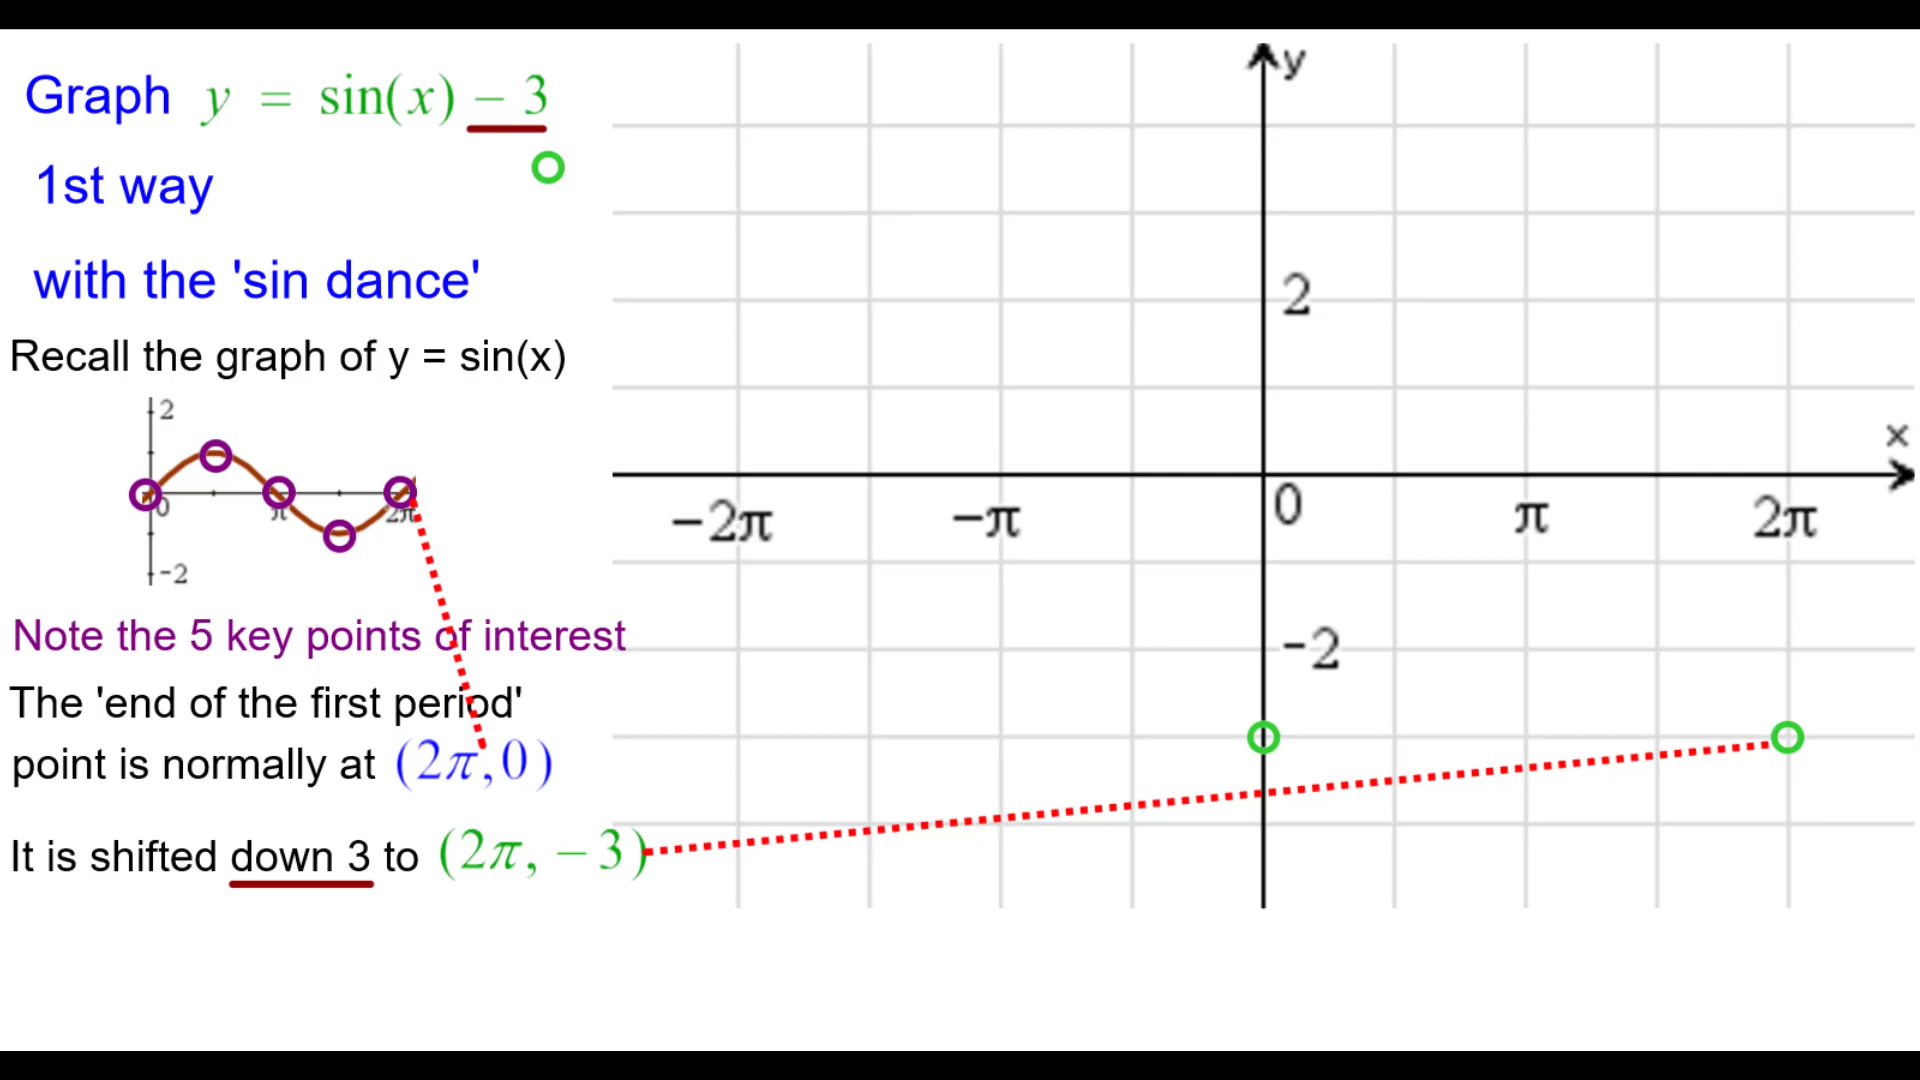 Graph y = sin(x) – 3
1st way
with the 'sin dance'
Recall the graph of y = sin(x)
2
0
π
2π
-2
Note the 5 key points of interest
The 'end of the first period'
point is normally at (2π,0)
It is shifted down 3 to (2π, –3)
y
2
x
−2π
−π
0
π
2π
-2